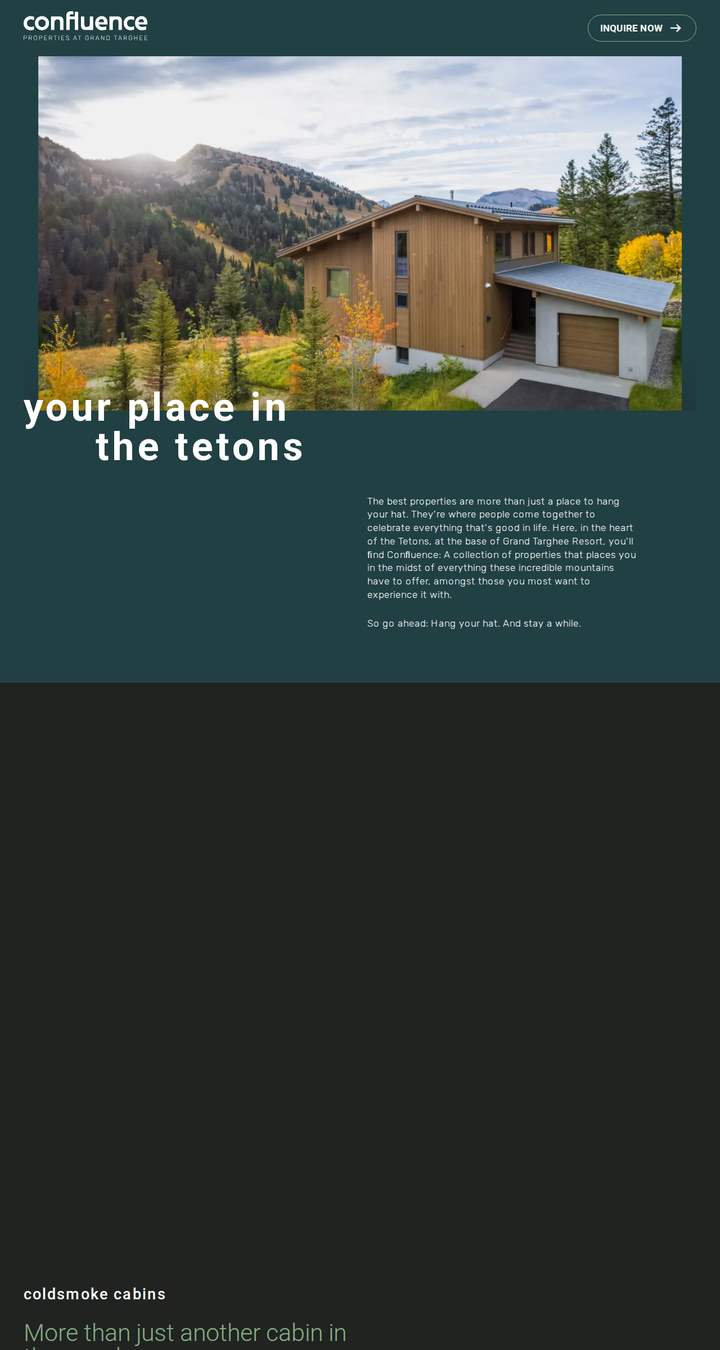 confluence
PROPERTIES AT GRAND TARGHEE
INQUIRE NOW
your place in
the tetons
The best properties are more than just a place to hang
your hat. They're where people come together to
celebrate everything that's good in life. Here, in the heart
of the Tetons, at the base of Grand Targhee Resort, you'll
find Confluence: A collection of properties that places you
in the midst of everything these incredible mountains
have to offer, amongst those you most want to
experience it with.
So go ahead: Hang your hat. And stay a while.
coldsmoke cabins
More than just another cabin in